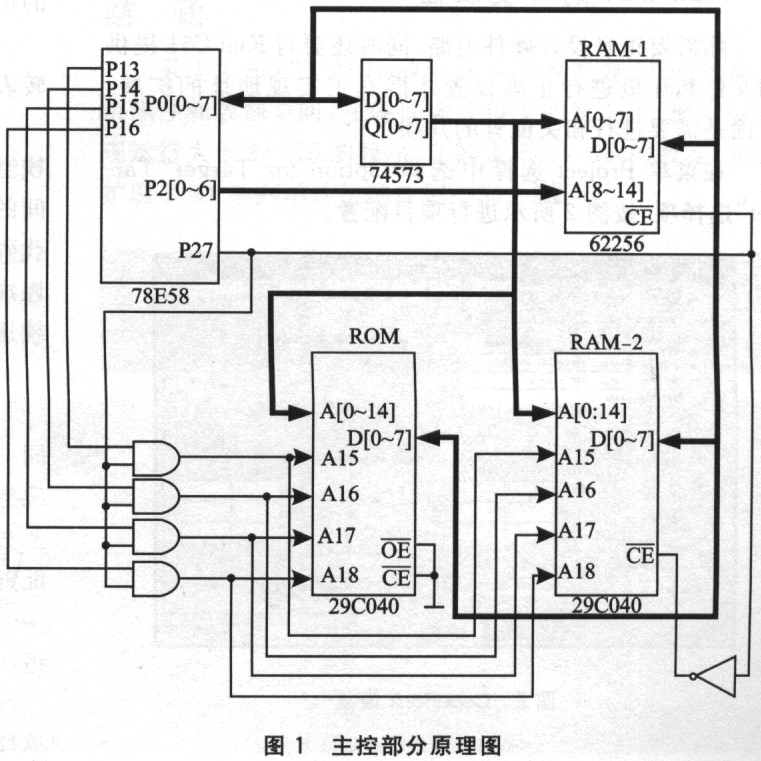 P13
P14
P15
P16
P0[0~7]
P2[0~6]
P27
78E58
D[0~7]
Q[0~7]
74573
RAM-1
A[0~7]
D[0~7]
A[8~14]
CE
62256
ROM
A[0~14]
D[0~7]
A15
A16
A17
A18
OE
CE
29C040
RAM-2
A[0:14]
D[0~7]
A15
A16
A17
A18
CE
29C040
图 1 主控部分原理图